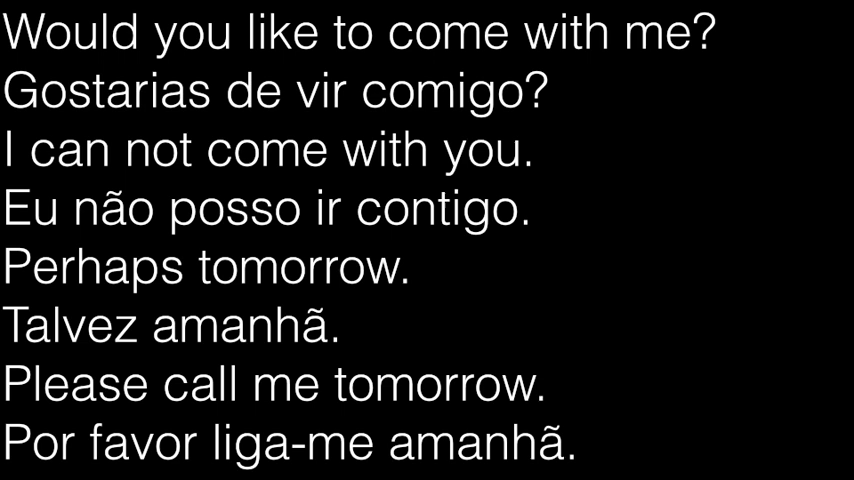 Would you like to come with me?
Gostarias de vir comigo?
I can not come with you.
Eu não posso ir contigo.
Perhaps tomorrow.
Talvez amanhã.
Please call me tomorrow.
Por favor liga-me amanhã.